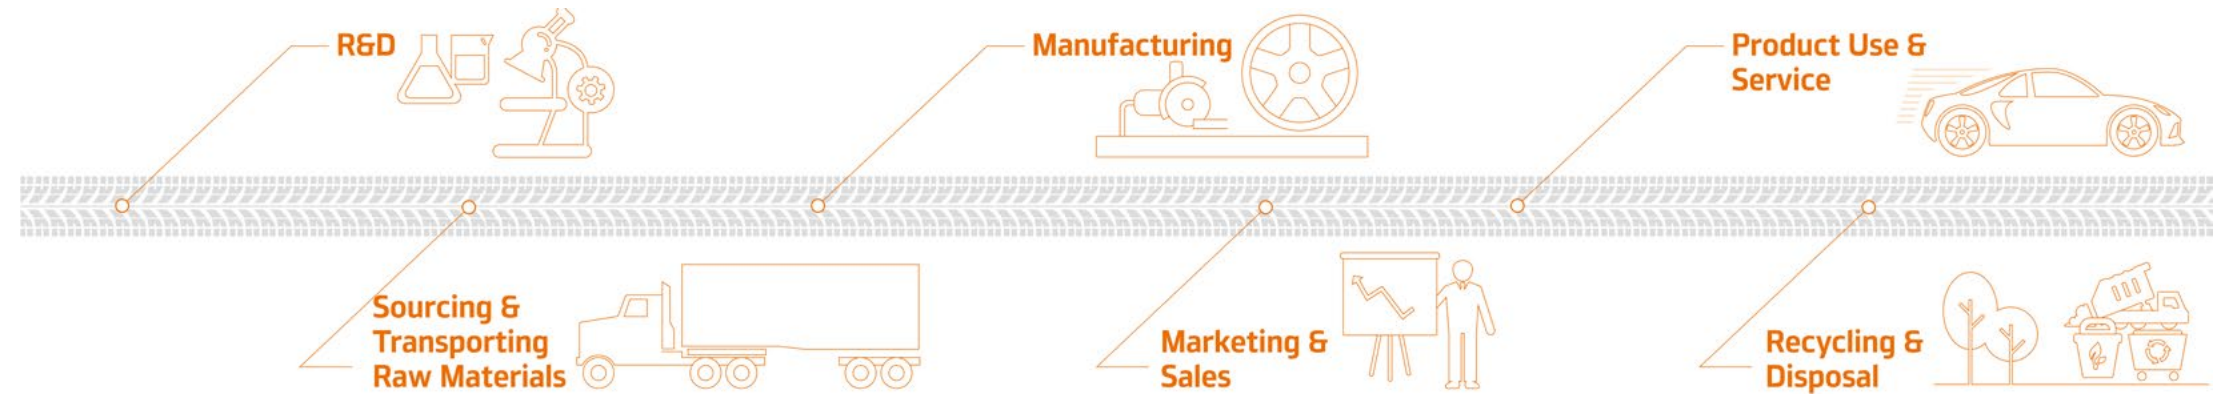 R&D
Sourcing &
Transporting
Raw Materials
Manufacturing
Marketing &
Sales
Product Use &
Service
Recycling &
Disposal